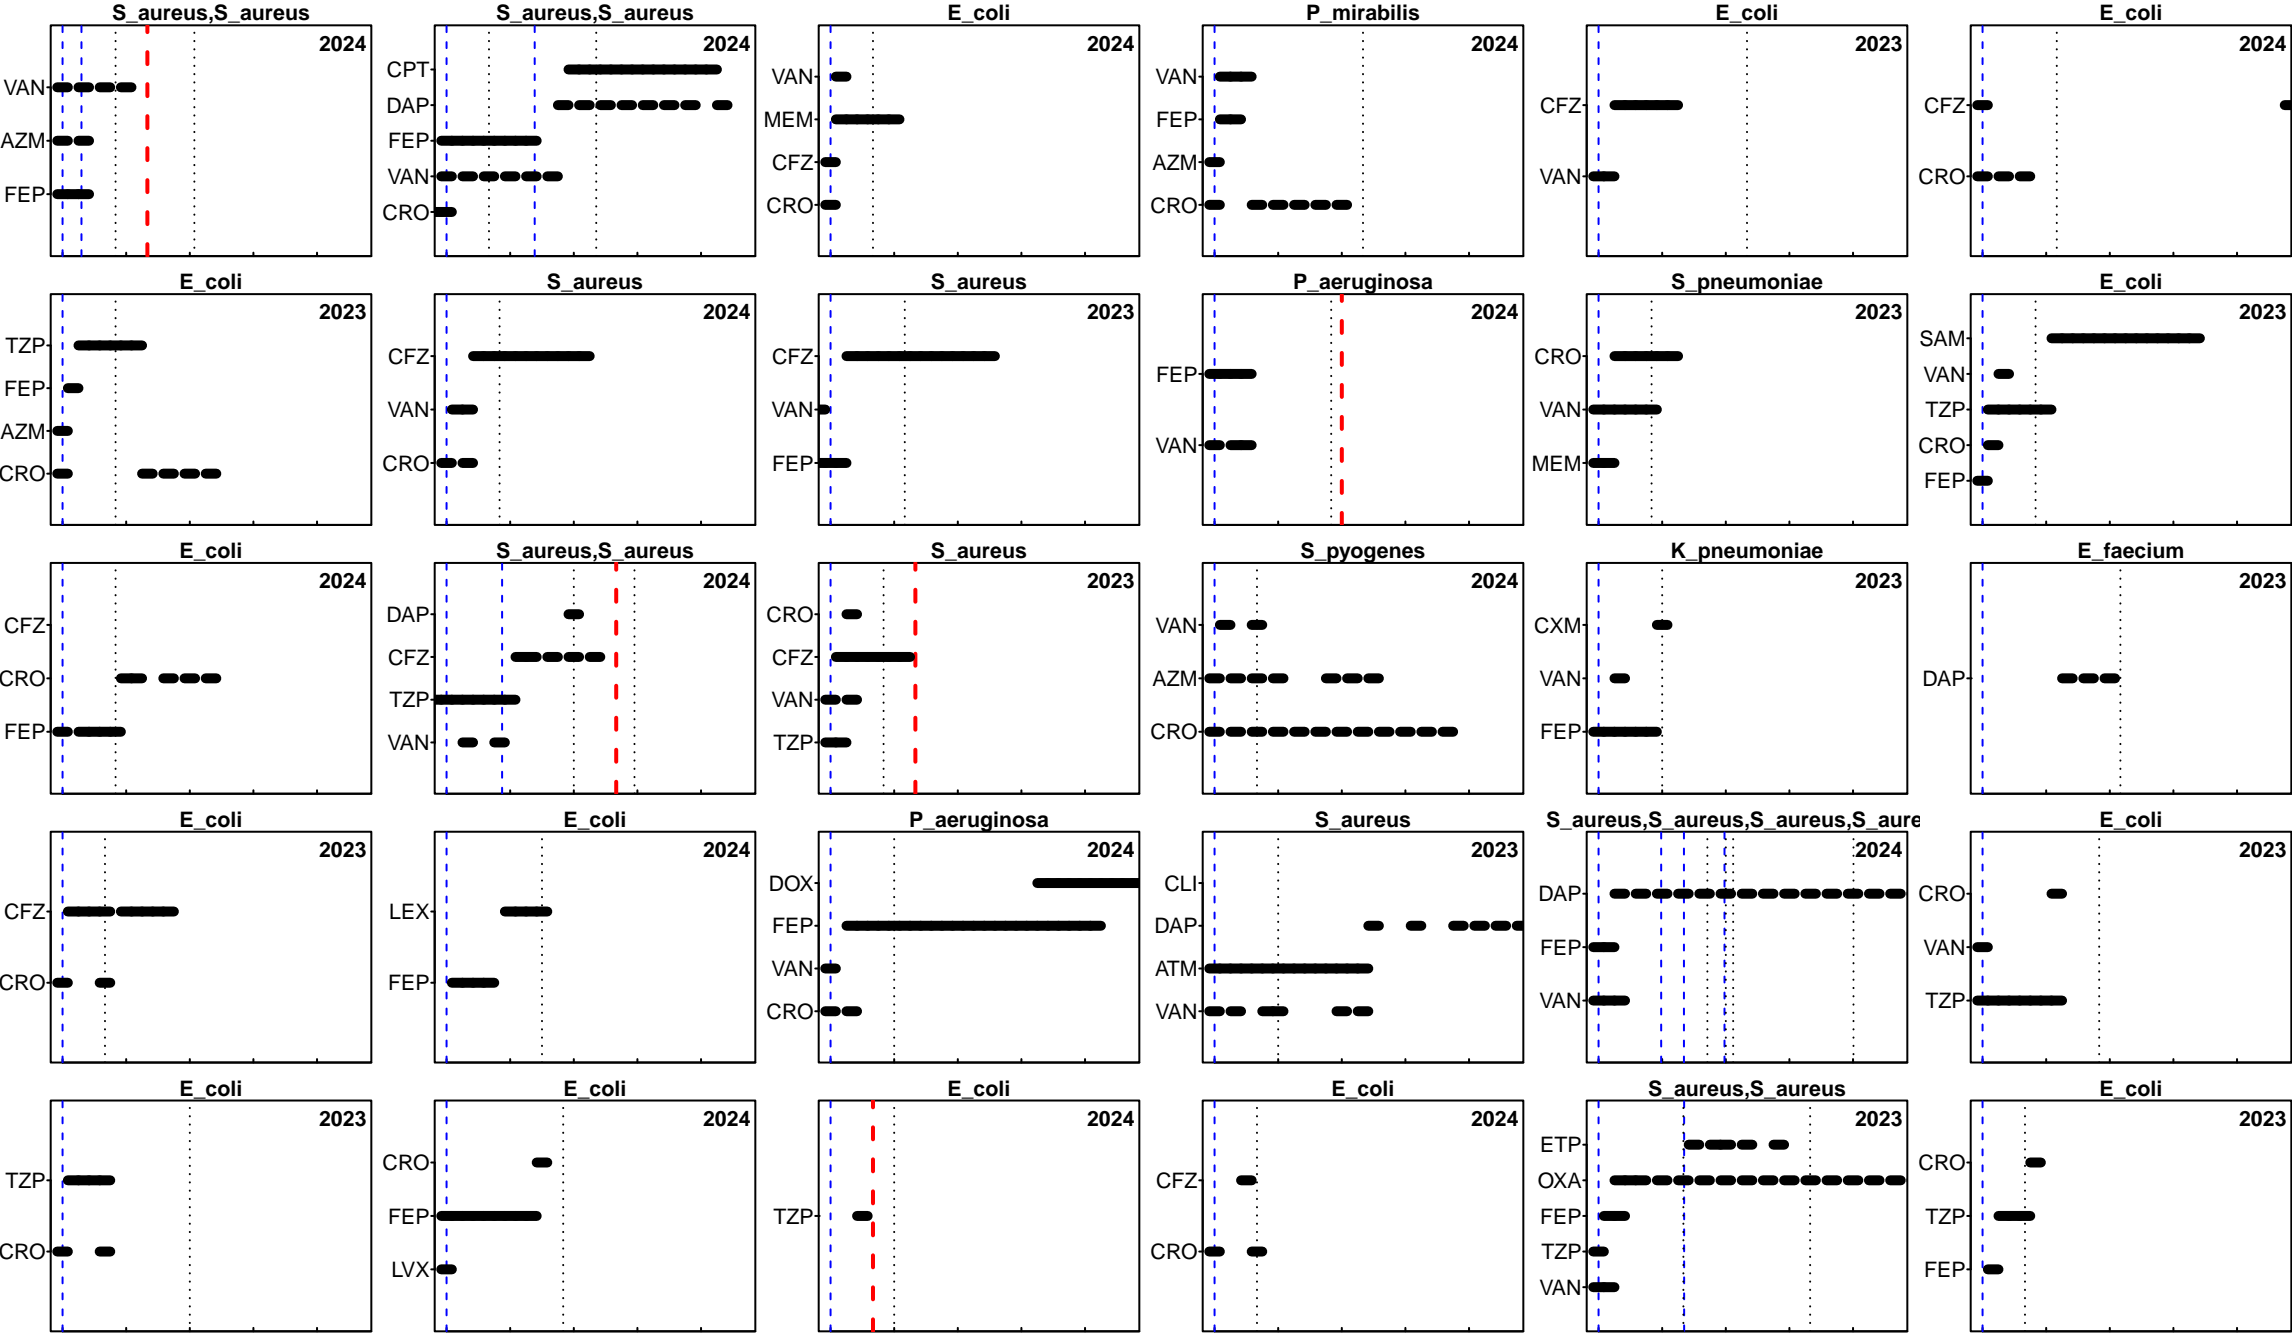 S_aureus,S_aureus
2024
VAN
AZM
FEP
S_aureus,S_aureus
2024
CPT
DAP
FEP
VAN
CRO
E_coli
2024
VAN
MEM
CFZ
CRO
P_mirabilis
2024
VAN
FEP
AZM
CRO
E_coli
2023
CFZ
VAN
E_coli
2024
CFZ
CRO
E_coli
2023
TZP
FEP
AZM
CRO
S_aureus
2024
CFZ
VAN
CRO
S_aureus
2023
CFZ
VAN
FEP
P_aeruginosa
2024
FEP
VAN
S_pneumoniae
2023
CRO
VAN
MEM
E_coli
2023
SAM
VAN
TZP
CRO
FEP
E_coli
2024
CFZ
CRO
FEP
S_aureus,S_aureus
2024
DAP
CFZ
TZP
VAN
S_aureus
2023
CRO
CFZ
VAN
TZP
S_pyogenes
2024
VAN
AZM
CRO
K_pneumoniae
2023
CXM
VAN
FEP
E_faecium
2023
DAP
E_coli
2023
CFZ
CRO
E_coli
2024
LEX
FEP
P_aeruginosa
2024
DOX
FEP
VAN
CRO
S_aureus
2023
CLI
DAP
ATM
VAN
S_aureus,S_aureus,S_aureus,S_aure
2024
DAP
FEP
VAN
E_coli
2023
CRO
VAN
TZP
E_coli
2023
TZP
CRO
E_coli
2024
CRO
FEP
LVX
E_coli
2024
TZP
E_coli
2024
CFZ
CRO
S_aureus,S_aureus
2023
ETP
OXA
FEP
TZP
VAN
E_coli
2023
CRO
TZP
FEP